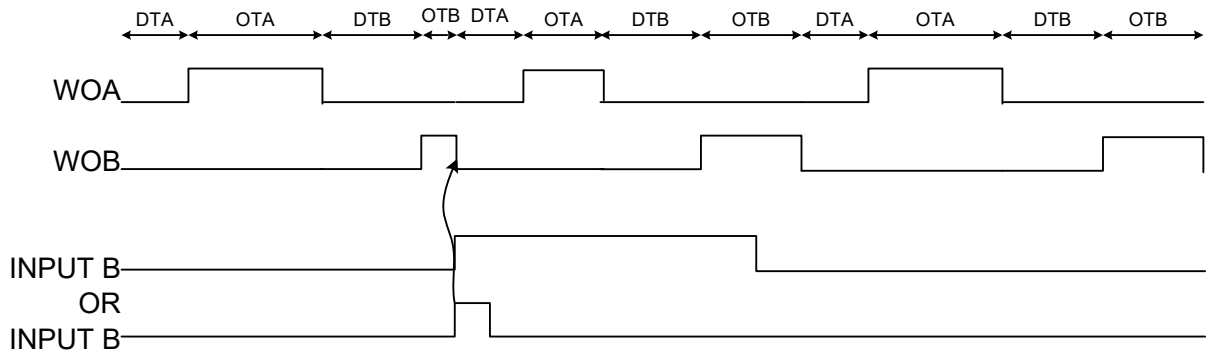 DTA OTA DTB OTB DTA OTA DTB OTB DTA OTA DTB OTB
WOA
WOB
INPUT B
OR
INPUT B